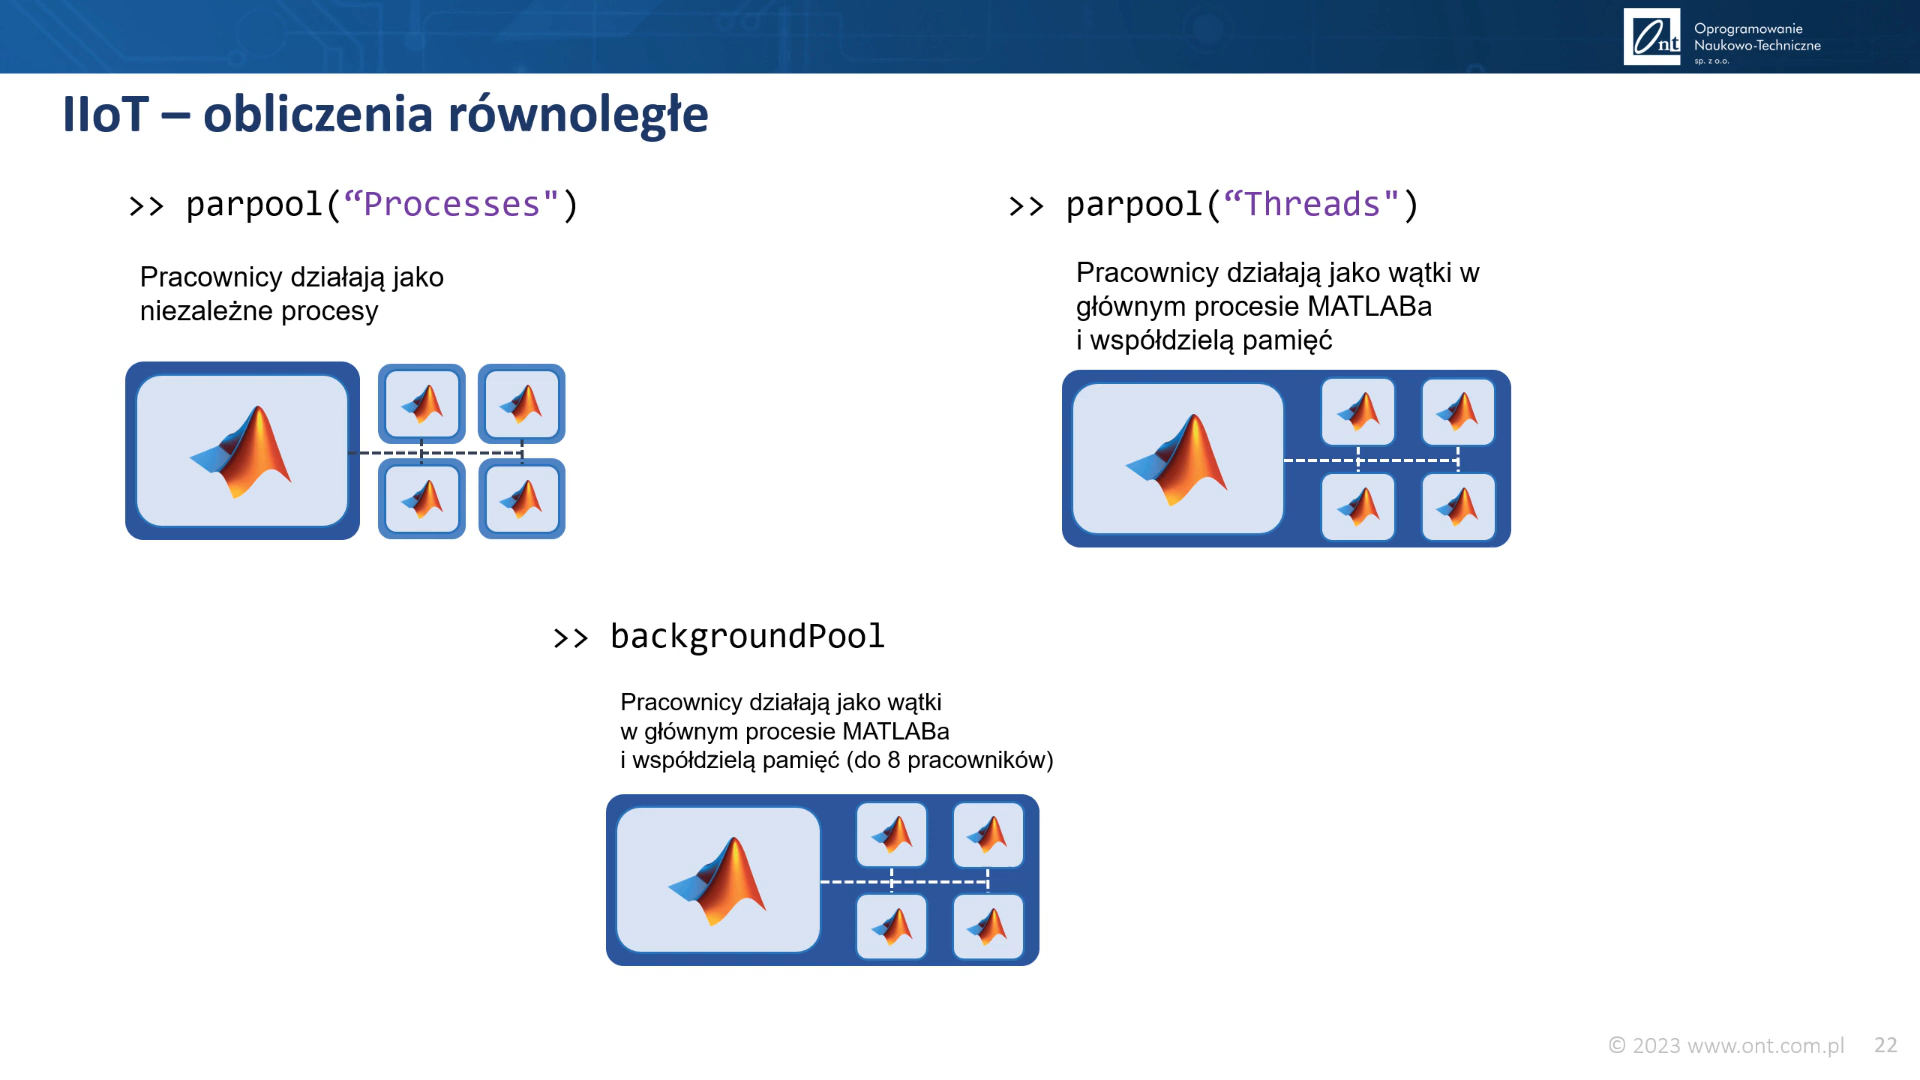 Ont
Oprogramowanie
Naukowo-Techniczne
sp. z o.o.
IIoT – obliczenia równoległe
>> parpool(“Processes")
Pracownicy działają jako
niezależne procesy
>> parpool(“Threads")
Pracownicy działają jako wątki w
głównym procesie MATLABa
i współdzielą pamięć
>> backgroundPool
Pracownicy działają jako wątki
w głównym procesie MATLABa
i współdzielą pamięć (do 8 pracowników)
© 2023 www.ont.com.pl 22